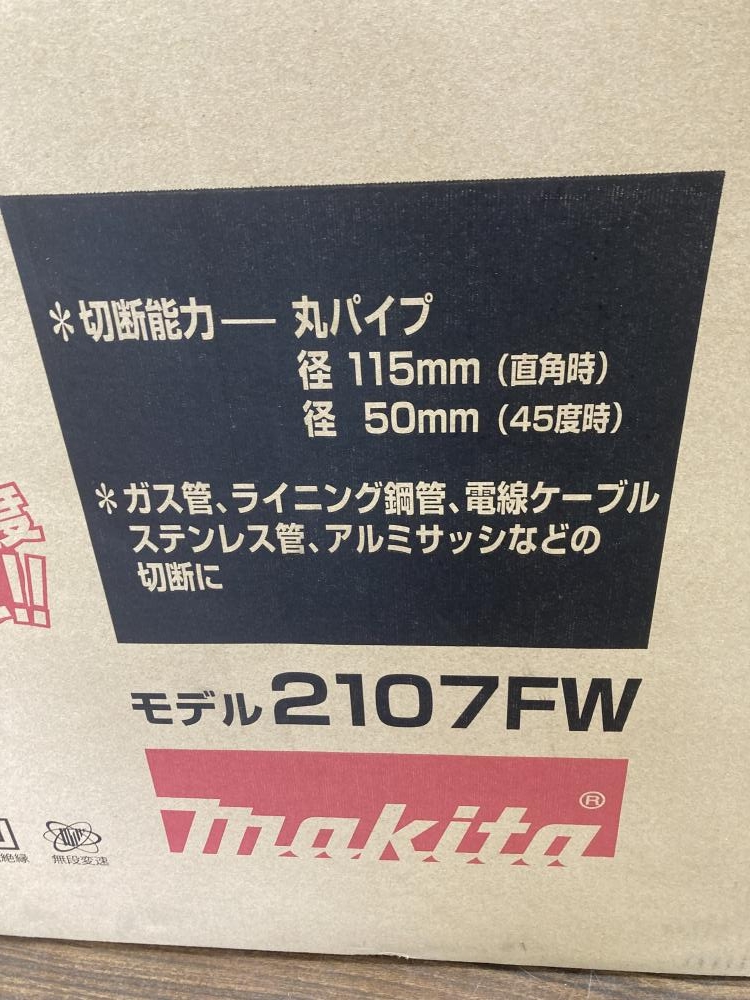 ＊切断能力― 丸パイプ
径 115mm（直角時）
径 50mm（45度時）
＊ガス管、ライニング鋼管、電線ケーブル
ステンレス管、アルミサッシなどの
切断に
度
!!
モデル2107FW
makita®
絶縁
無段変速